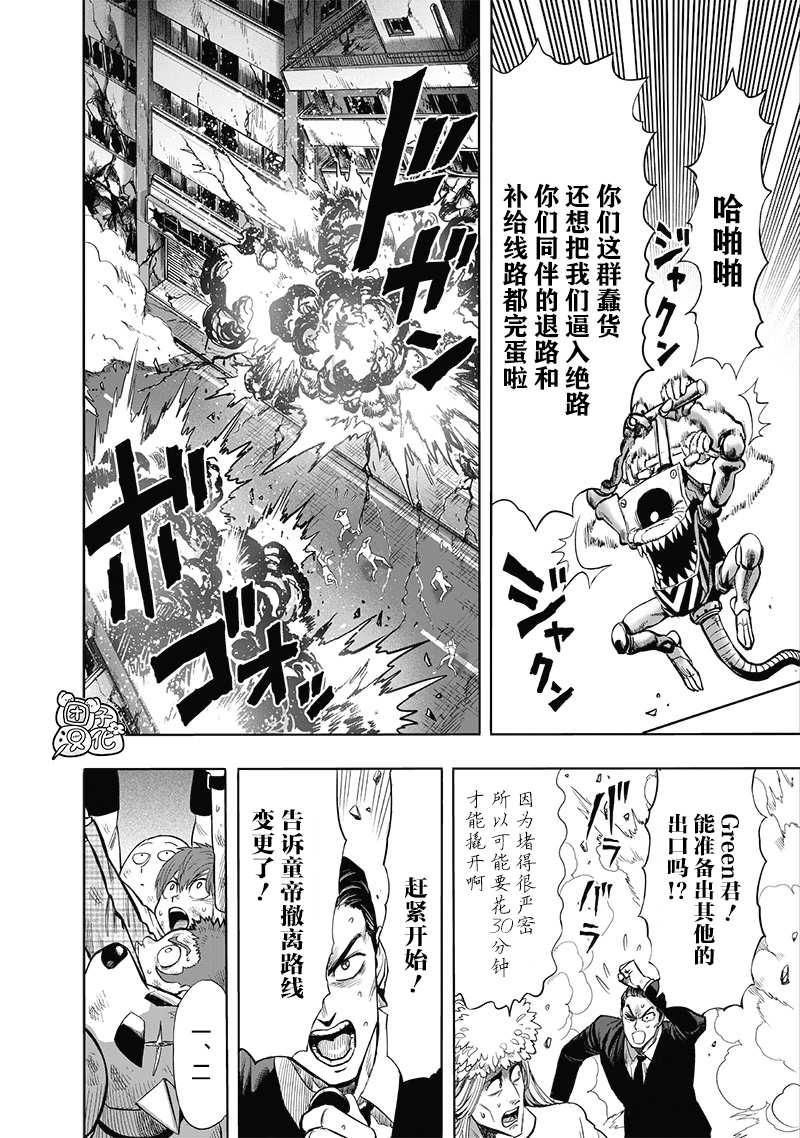 哈啪啪
你们这群蠢货
还想把我们逼入绝路
你们同伴的退路和
补给线路都完蛋啦
ジャクン
ジャクン
ドガン
ボゴォッ
Green君！
能准备出其他的
出口吗!?
パラ
パラ
因为堵得很严密
所以可能要花30分钟
才能撬开啊
赶紧开始！
告诉童帝撤离路线
变更了！
一、二
团子
汉化